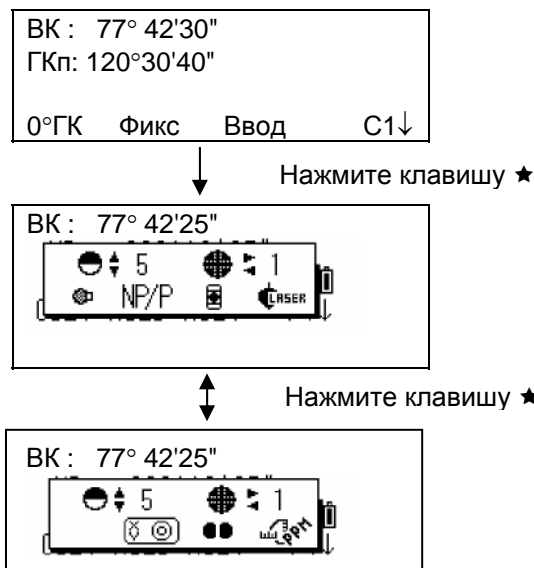 ВК : 77° 42'30"
ГКп: 120°30'40"
0°ГК Фикс Ввод С1↓
Нажмите клавишу ★
ВК : 77° 42'25"
5 1
NP/P LASER
Нажмите клавишу ★
ВК : 77° 42'25"
5 1
PPM